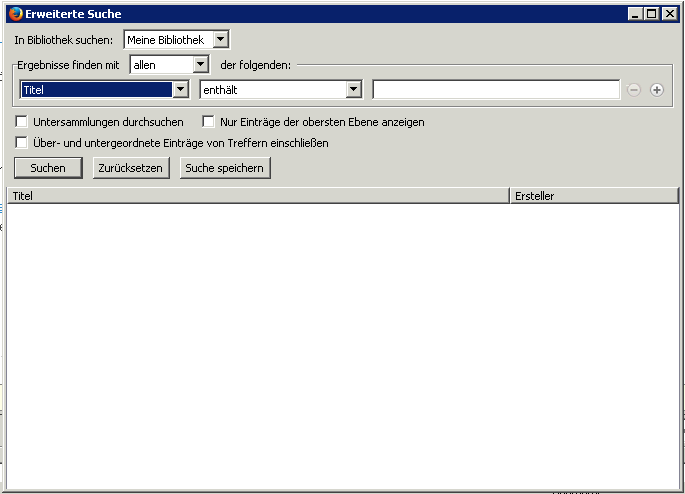 Erweiterte Suche
In Bibliothek suchen: Meine Bibliothek
Ergebnisse finden mit allen der folgenden:
Titel enthält
Untersammlungen durchsuchen Nur Einträge der obersten Ebene anzeigen
Über- und untergeordnete Einträge von Treffern einschließen
Suchen Zurücksetzen Suche speichern
Titel Ersteller